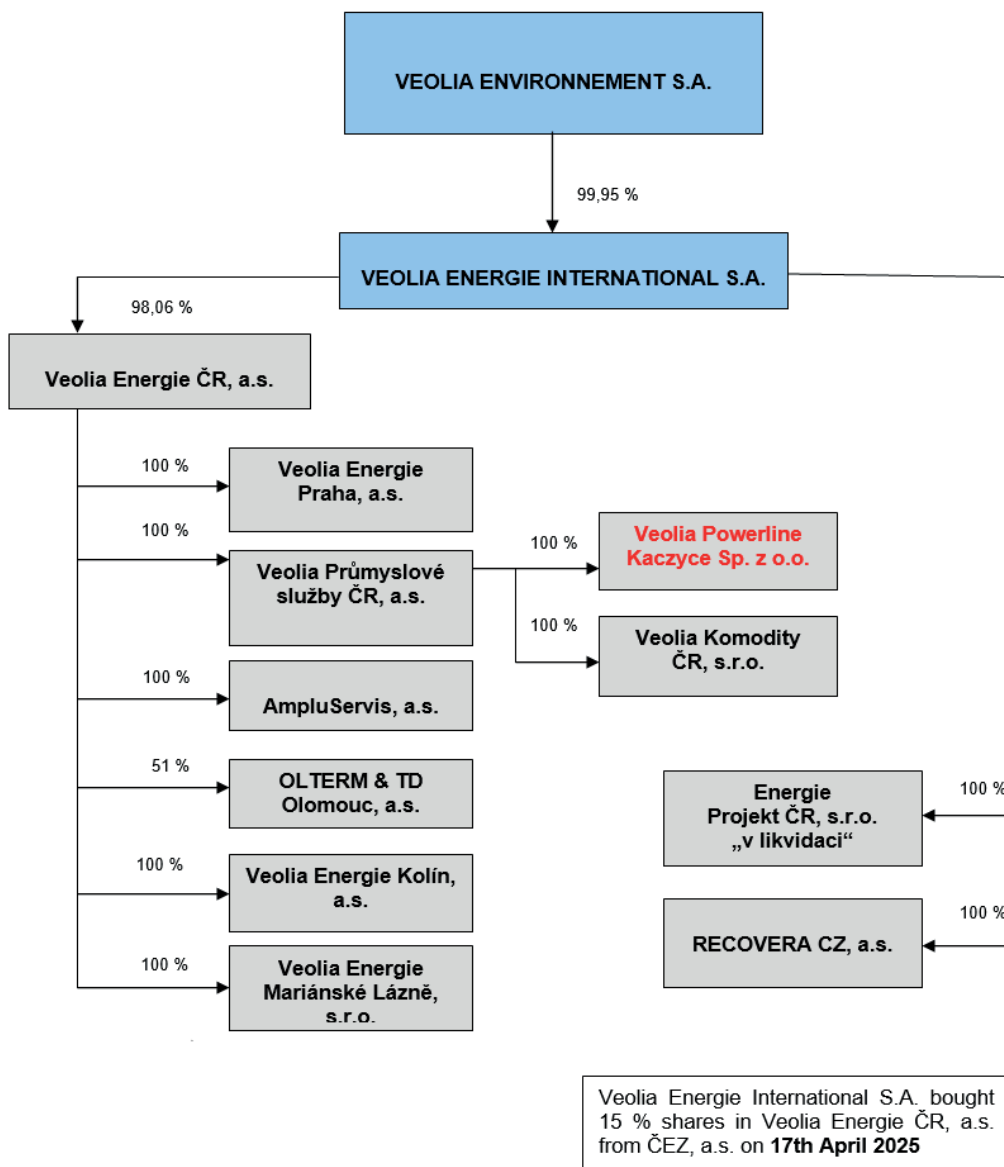 VEOLIA ENVIRONNEMENT S.A.
99,95 %
VEOLIA ENERGIE INTERNATIONAL S.A.
98,06 %
Veolia Energie ČR, a.s.
100 %
Veolia Energie
Praha, a.s.
100 %
Veolia Průmyslové
služby ČR, a.s.
100 %
Veolia Powerline
Kaczyce Sp. z o.o.
100 %
Veolia Komodity
ČR, s.r.o.
100 %
AmpluServis, a.s.
51 %
OLTERM & TD
Olomouc, a.s.
100 %
Energie
Projekt ČR, s.r.o.
„v likvidaci“
100 %
Veolia Energie Kolín,
a.s.
100 %
RECOVERA CZ, a.s.
100 %
Veolia Energie
Mariánské Lázně,
s.r.o.
Veolia Energie International S.A. bought
15 % shares in Veolia Energie ČR, a.s.
from ČEZ, a.s. on 17th April 2025